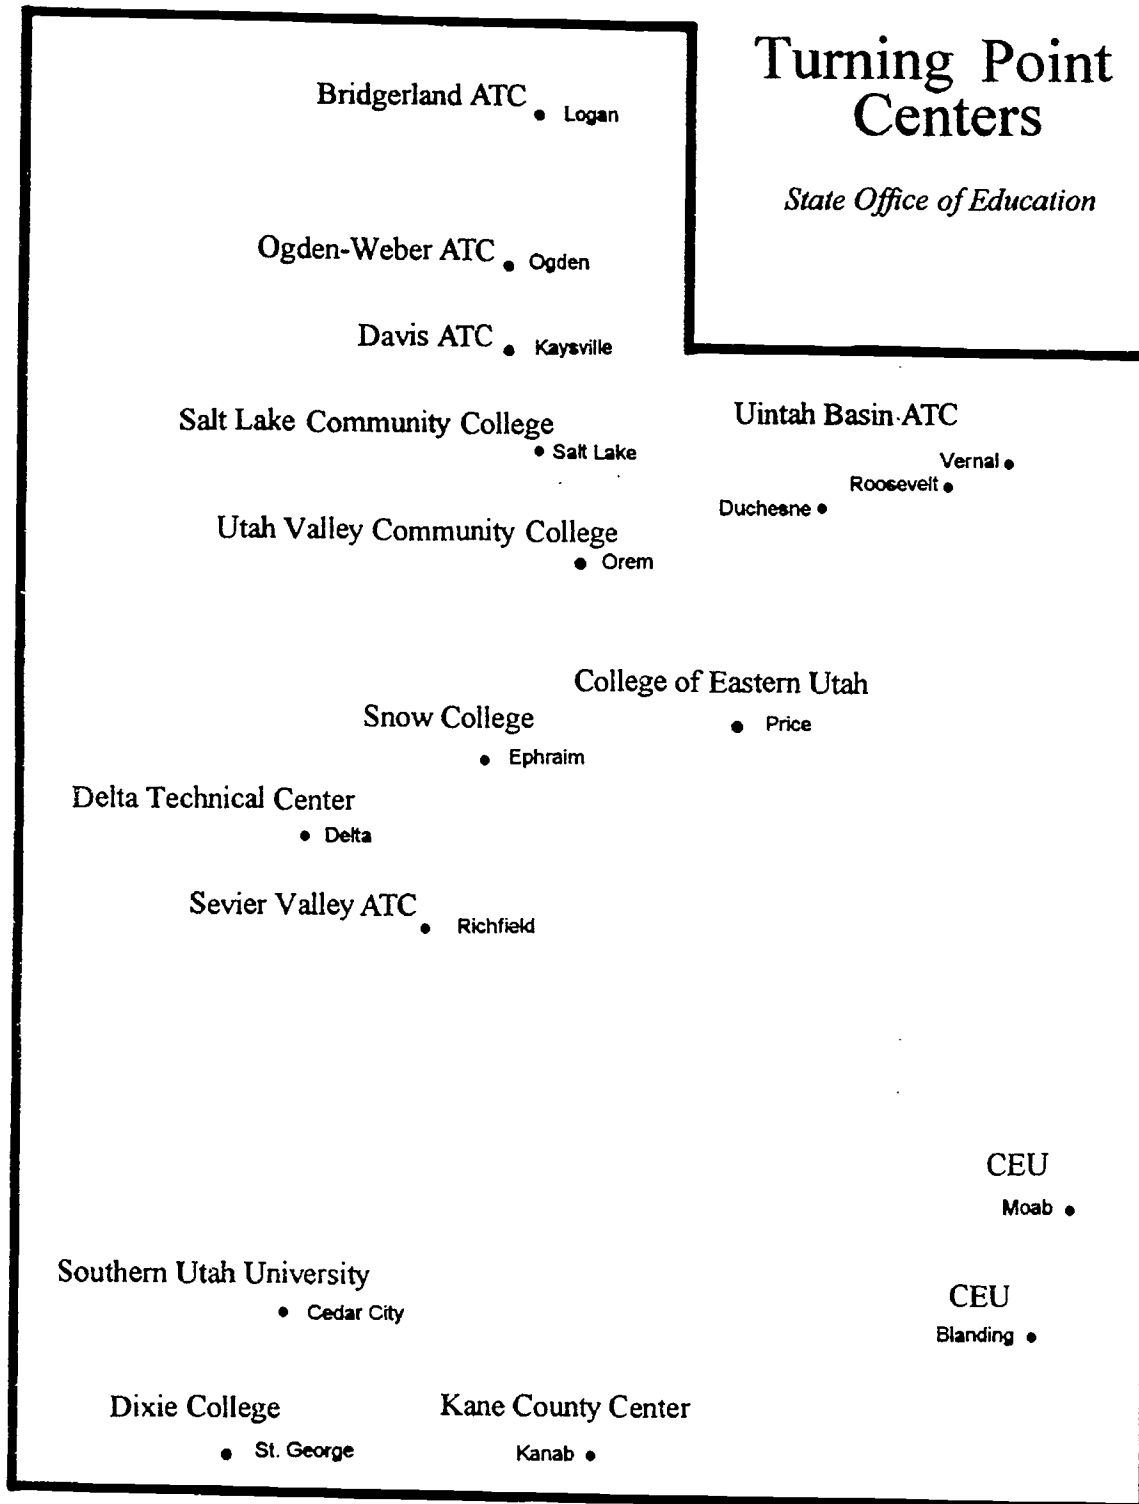 Turning Point
Centers
State Office of Education
Bridgerland ATC
Logan
Ogden-Weber ATC
Ogden
Davis ATC
Kaysville
Salt Lake Community College
Salt Lake
Uintah Basin ATC
Vernal
Roosevelt
Duchesne
Utah Valley Community College
Orem
College of Eastern Utah
Price
Snow College
Ephraim
Delta Technical Center
Delta
Sevier Valley ATC
Richfield
CEU
Moab
Southern Utah University
Cedar City
CEU
Blanding
Dixie College
St. George
Kane County Center
Kanab